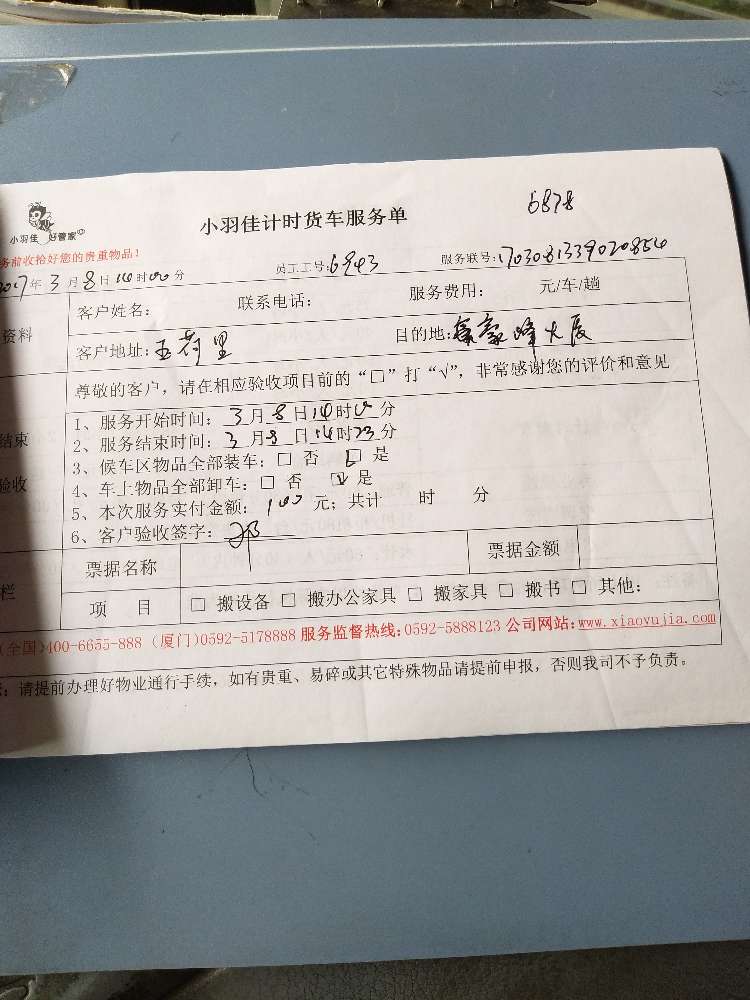 6878
小羽佳 好管家
小羽佳计时货车服务单
务前收拾好您的贵重物品!
2017年3月8日14时00分 员工工号:6943 服务联号:170308133902085
资料 客户姓名: 联系电话: 服务费用: 元/车/趟
客户地址:玉荷里 目的地:豪峰大厦
尊敬的客户,请在相应验收项目前的“□”打“√”,非常感谢您的评价和意见
1、服务开始时间:3月8日14时00分
结束 2、服务结束时间:3月8日14时23分
3、候车区物品全部装车:□ 否 □ 是
验收 4、车上物品全部卸车:□ 否 ☑ 是
5、本次服务实付金额:100元;共计 时 分
6、客户验收签字:
票据名称 票据金额
栏 项 目 □ 搬设备 □ 搬办公家具 □ 搬家具 □ 搬书 □ 其他:
(全国)400-6655-888 (厦门)0592-5178888 服务监督热线:0592-5888123 公司网站:www.xiaoyujia.com
:请提前办理好物业通行手续,如有贵重、易碎或其它特殊物品请提前申报,否则我司不予负责。